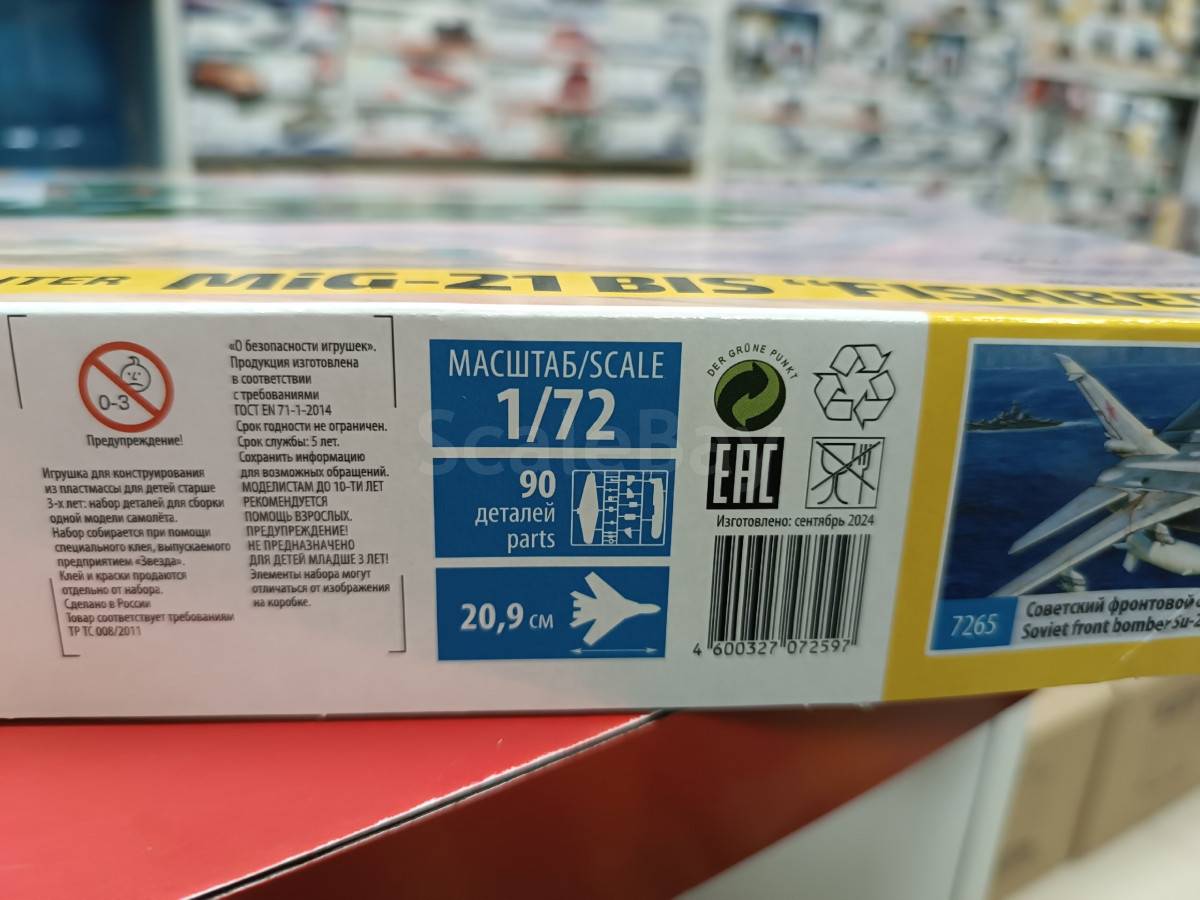 MiG-21 BIS "FISHBE
0-3
Предупреждение!
Игрушка для конструирования
из пластмассы для детей старше
3-х лет: набор деталей для сборки
одной модели самолёта.
Набор собирается при помощи
специального клея, выпускаемого
предприятием «Звезда».
Клей и краски продаются
отдельно от набора.
Сделано в России
Товар соответствует требованиям
ТР ТС 008/2011
«О безопасности игрушек».
Продукция изготовлена
в соответствии
с требованиями
ГОСТ EN 71-1-2014
Срок годности не ограничен.
Срок службы: 5 лет.
Сохранить информацию
для возможных обращений.
МОДЕЛИСТАМ ДО 10-ТИ ЛЕТ
РЕКОМЕНДУЕТСЯ
ПОМОЩЬ ВЗРОСЛЫХ.
ПРЕДУПРЕЖДЕНИЕ!
НЕ ПРЕДНАЗНАЧЕНО
ДЛЯ ДЕТЕЙ МЛАДШЕ 3 ЛЕТ!
Элементы набора могут
отличаться от изображения
на коробке.
МАСШТАБ/SCALE
1/72
90
деталей
parts
20,9 см
DER GRÜNE PUNKT
EAC
Изготовлено: сентябрь 2024
4 600327 072597
7265
Советский фронтовой
Soviet front bomber Su-2
ScaleBay